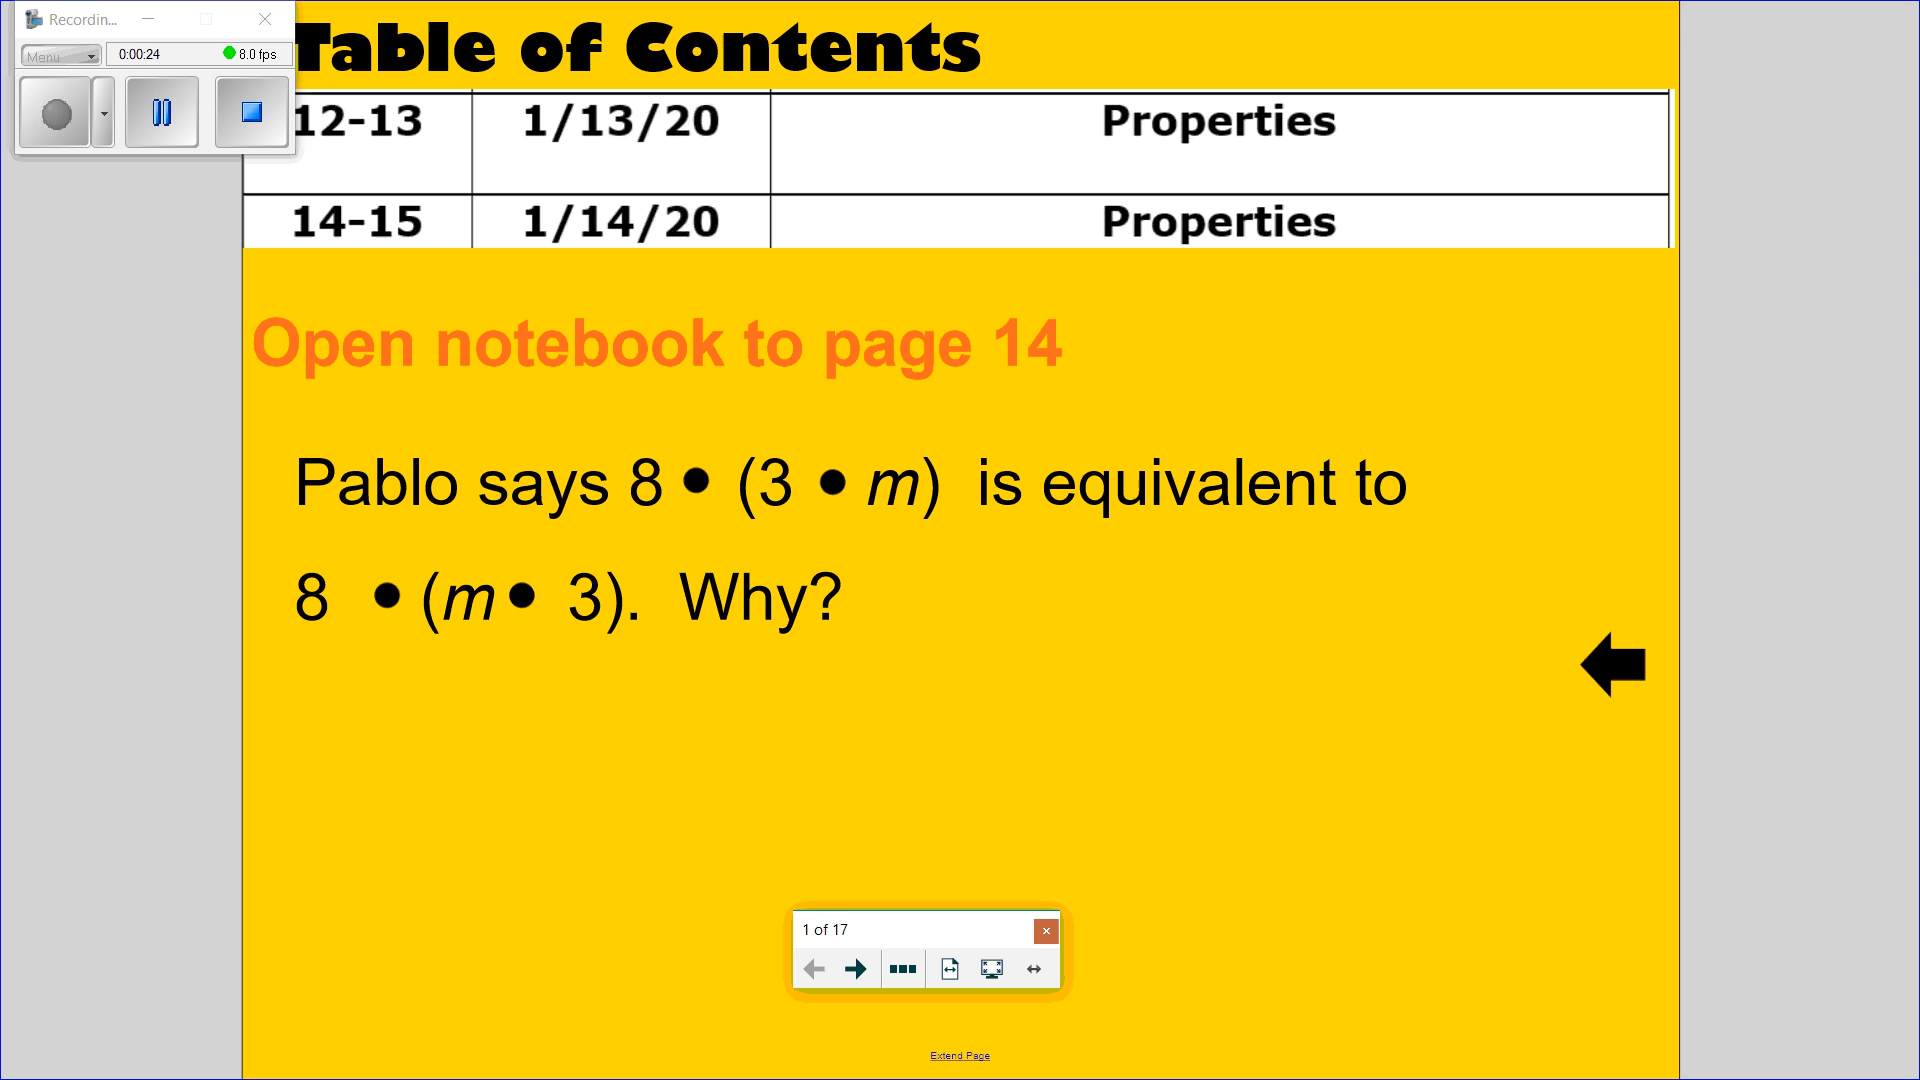 Recordin...
Menu
0:00:24
8.0 fps
Table of Contents
12-13 1/13/20 Properties
14-15 1/14/20 Properties
Open notebook to page 14
Pablo says 8 • (3 • m) is equivalent to
8 • (m • 3). Why?
1 of 17
Extend Page